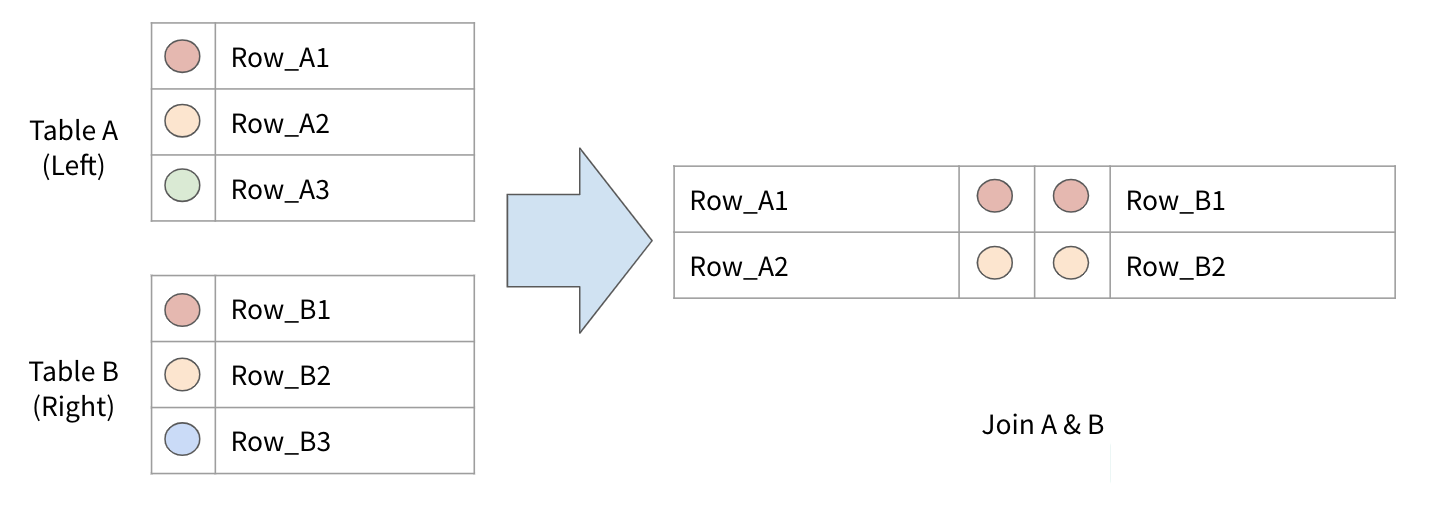 Table A
(Left)
Row_A1
Row_A2
Row_A3
Table B
(Right)
Row_B1
Row_B2
Row_B3
Row_A1 Row_B1
Row_A2 Row_B2
Join A & B